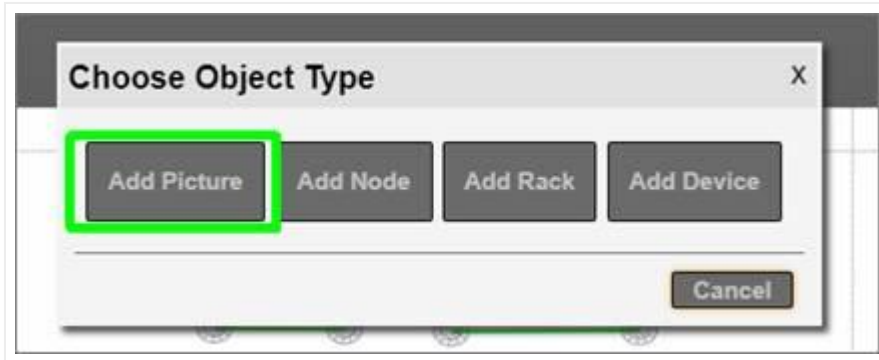 Choose Object Type X
Add Picture Add Node Add Rack Add Device
Cancel